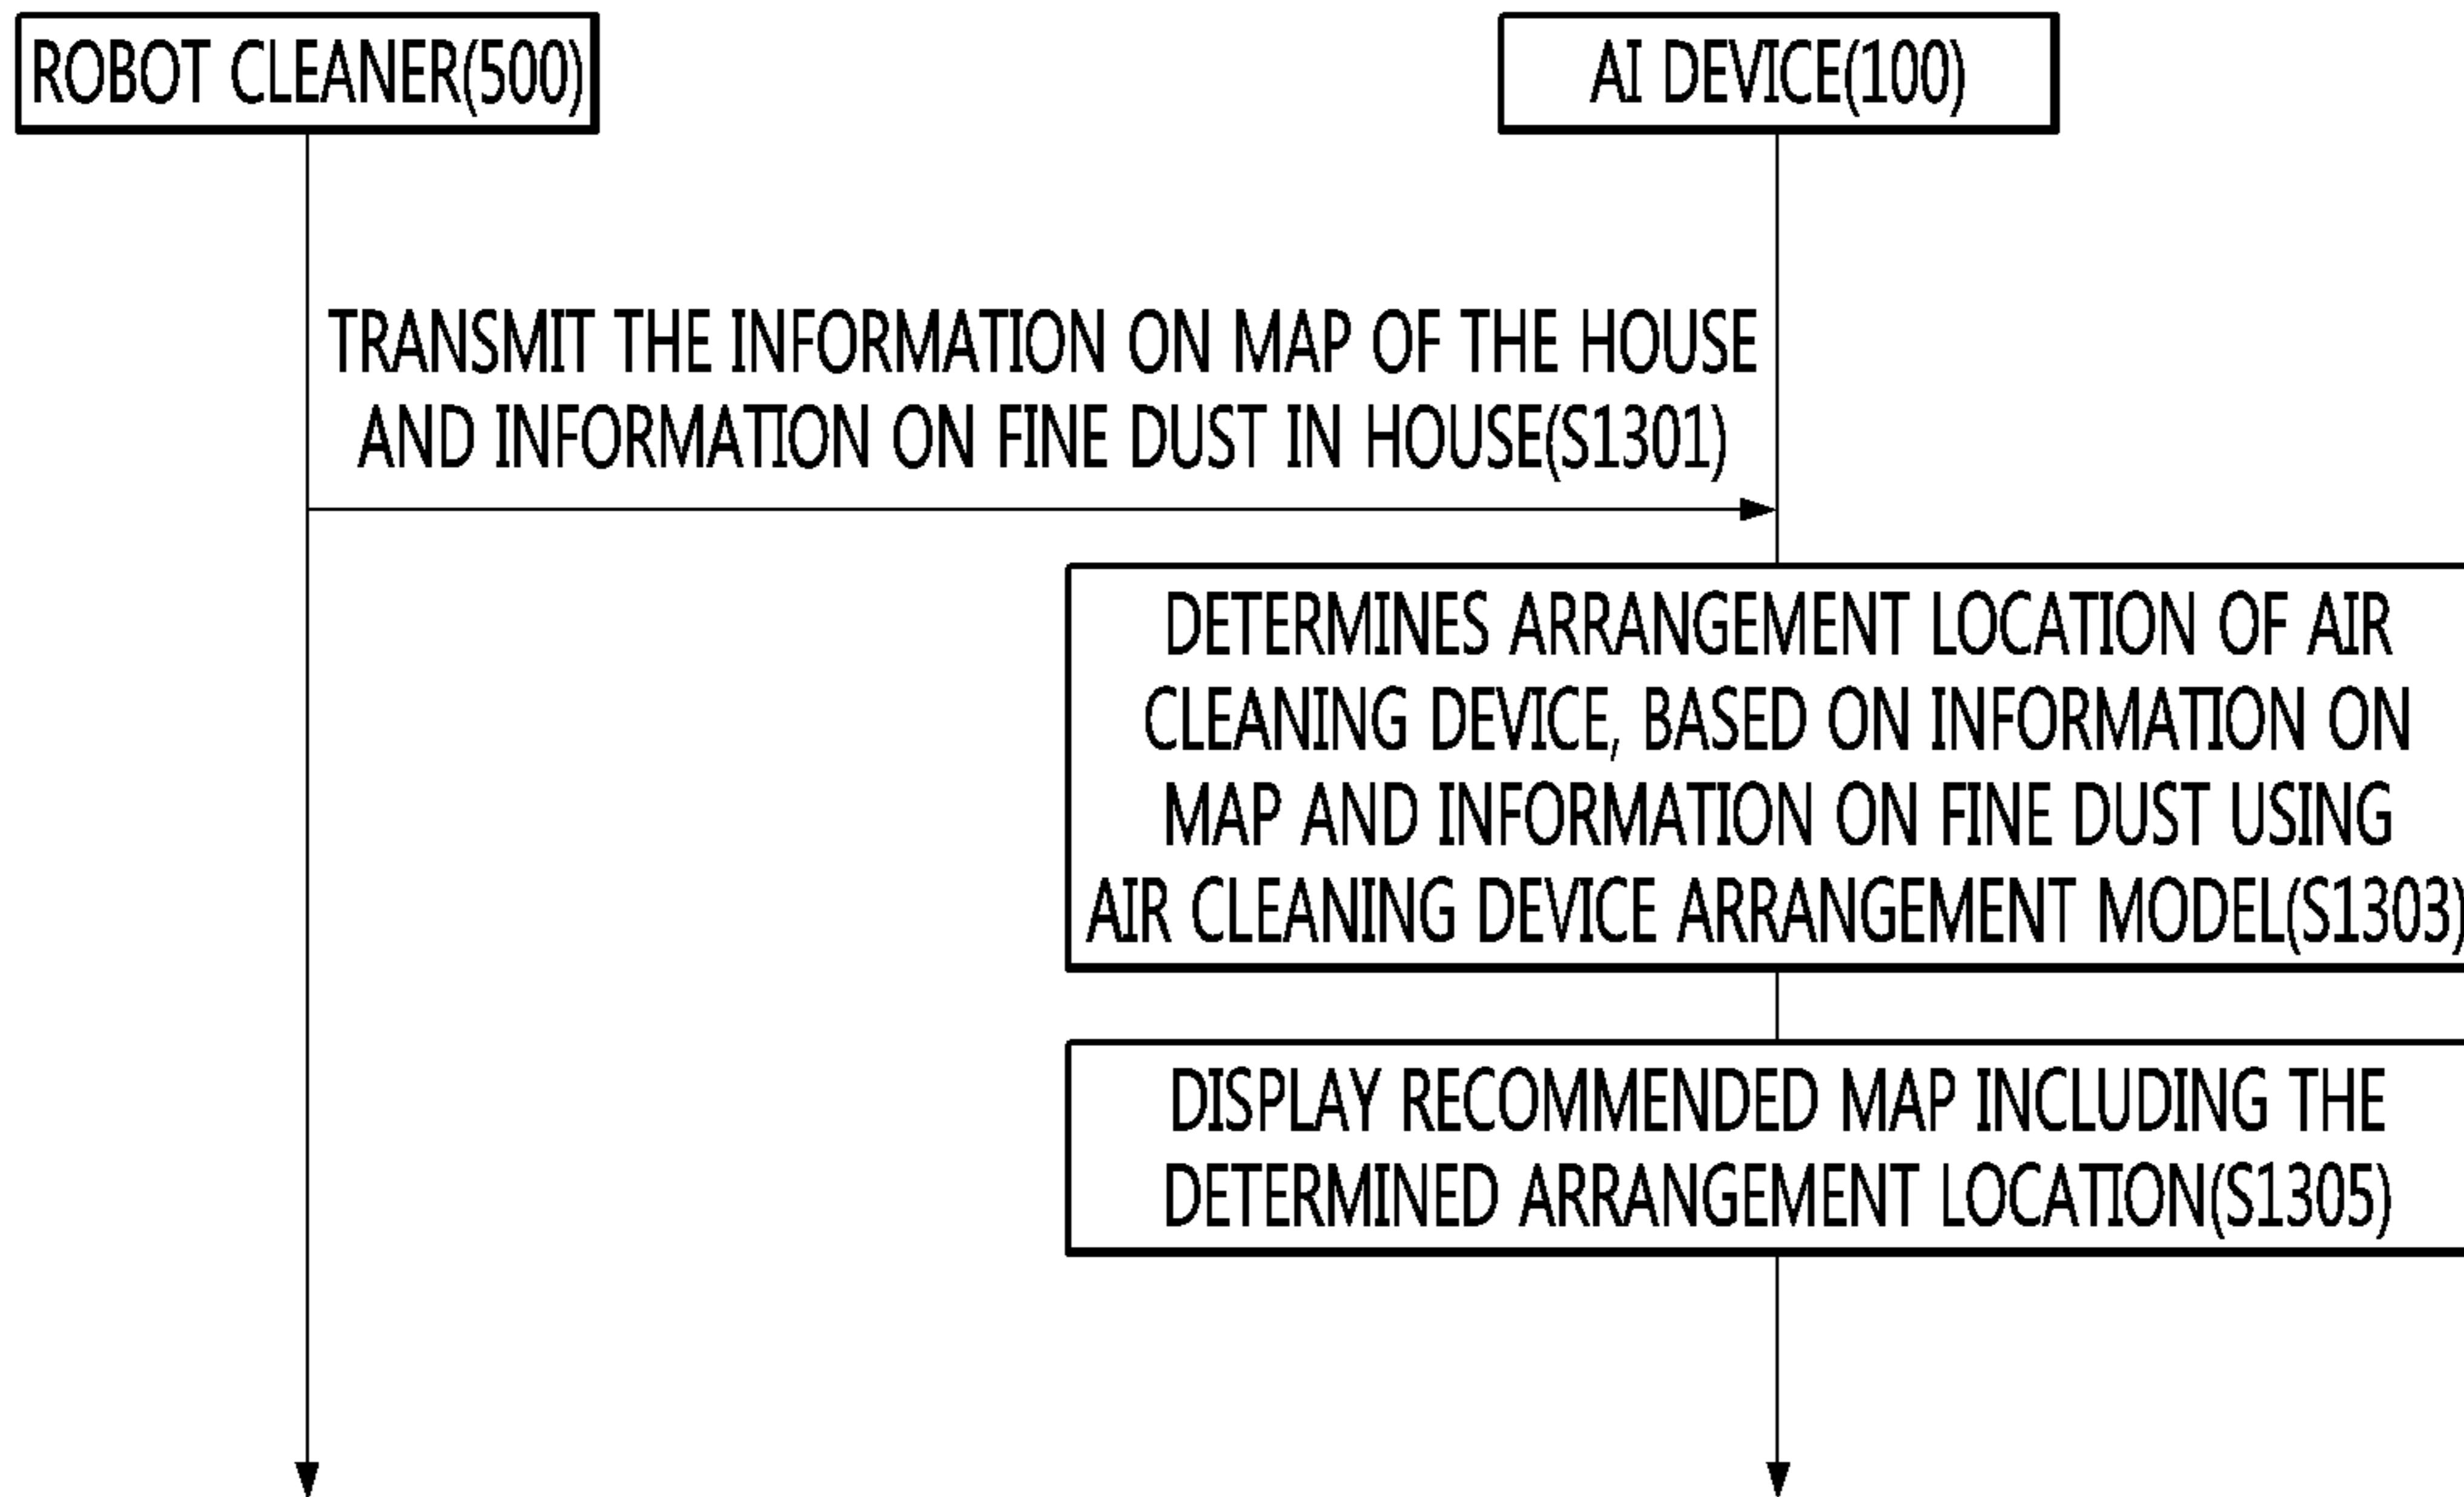 ROBOT CLEANER(500)
AI DEVICE(100)
TRANSMIT THE INFORMATION ON MAP OF THE HOUSE
AND INFORMATION ON FINE DUST IN HOUSE(S1301)
DETERMINES ARRANGEMENT LOCATION OF AIR
CLEANING DEVICE, BASED ON INFORMATION ON
MAP AND INFORMATION ON FINE DUST USING
AIR CLEANING DEVICE ARRANGEMENT MODEL(S1303)
DISPLAY RECOMMENDED MAP INCLUDING THE
DETERMINED ARRANGEMENT LOCATION(S1305)